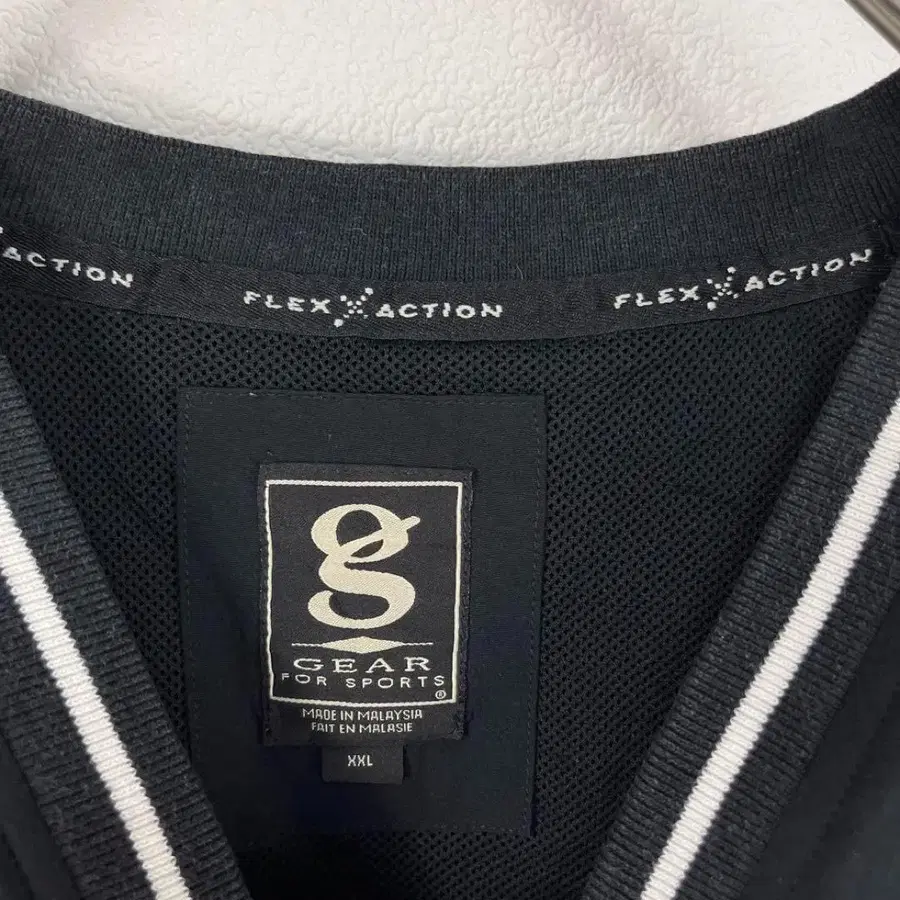 ACTION
FLEX X ACTION
FLEX X ACTION
g
GEAR
FOR SPORTS
®
MADE IN MALAYSIA
FAIT EN MALASIE
XXL